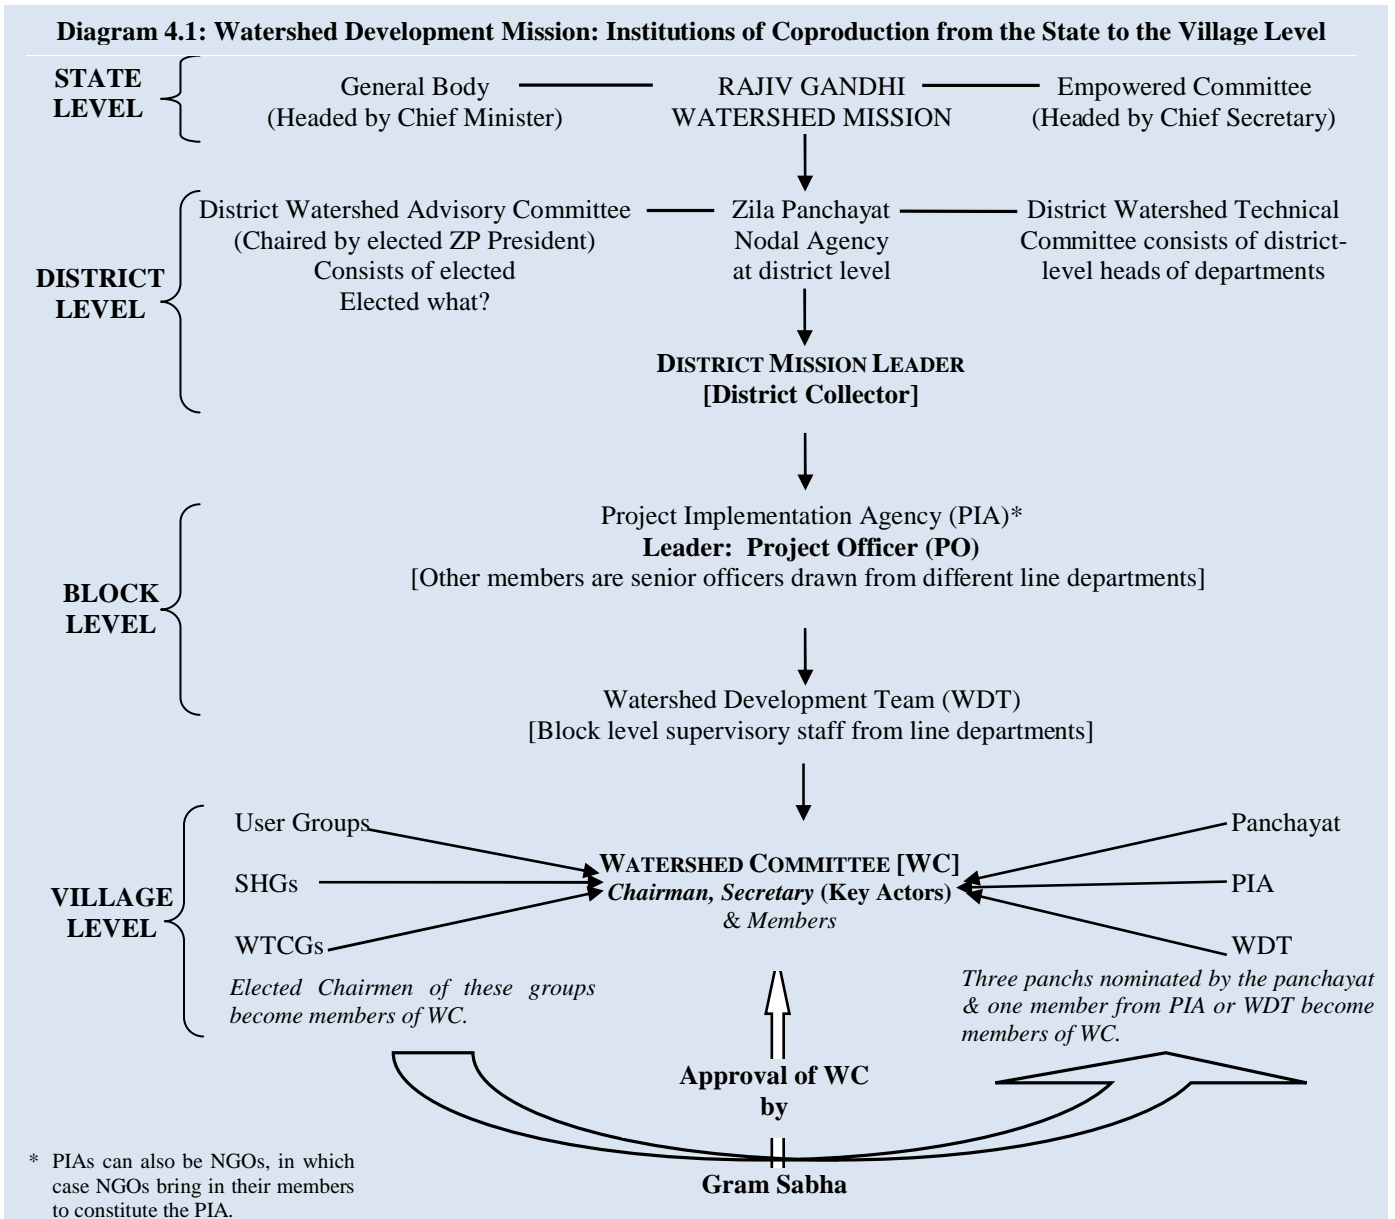 Diagram 4.1: Watershed Development Mission: Institutions of Coproduction from the State to the Village Level
STATE
LEVEL
General Body
(Headed by Chief Minister)
RAJIV GANDHI
WATERSHED MISSION
Empowered Committee
(Headed by Chief Secretary)
DISTRICT
LEVEL
District Watershed Advisory Committee
(Chaired by elected ZP President)
Consists of elected
Elected what?
Zila Panchayat
Nodal Agency
at district level
District Watershed Technical
Committee consists of district-
level heads of departments
DISTRICT MISSION LEADER
[District Collector]
BLOCK
LEVEL
Project Implementation Agency (PIA)*
Leader: Project Officer (PO)
[Other members are senior officers drawn from different line departments]
Watershed Development Team (WDT)
[Block level supervisory staff from line departments]
VILLAGE
LEVEL
User Groups
SHGs
WTCGs
Elected Chairmen of these groups
become members of WC.
WATERSHED COMMITTEE [WC]
Chairman, Secretary (Key Actors)
& Members
Panchayat
PIA
WDT
Three panchs nominated by the panchayat
& one member from PIA or WDT become
members of WC.
Approval of WC
by
Gram Sabha
* PIAs can also be NGOs, in which
case NGOs bring in their members
to constitute the PIA.